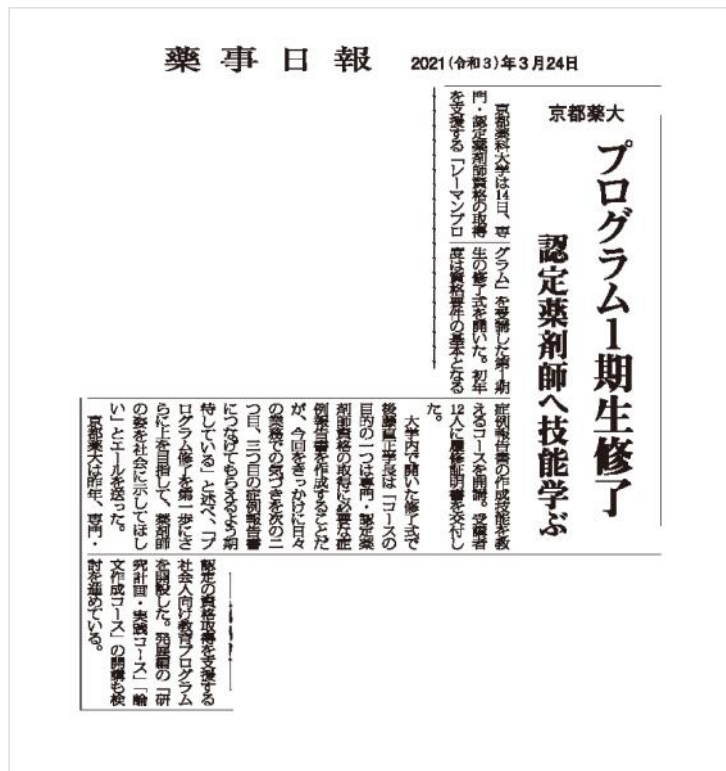 薬事日報
2021(令和3)年3月24日
京都薬大
プログラム1期生修了
認定薬剤師へ技能学ぶ
京都薬科大学は14日、専
門・認定薬剤師資格の取得
を支援する「レーマンプロ
グラム」を受講した第1期
生の修了式を開いた。初年
度は資格要件の基本となる
症例報告書の作成技能を教
えるコースを開講。受講者
12人に履修証明書を交付し
た。
大学内で開いた修了式で
後藤直正学長は「コースの
目的の一つは専門・認定薬
剤師資格の取得に必要な症
例報告書を作成することだ
が、今回をきっかけに日々
の業務での気づきを次の二
つ目、三つ目の症例報告書
につなげてもらえるよう期
待している」と述べ、「プ
ログラム修了を第一歩にさ
らに上を目指して、薬剤師
の姿を社会に示してほし
い」とエールを送った。
京都薬大は昨年、専門・
認定の資格取得を支援する
社会人向け教育プログラム
を開設した。発展編の「研
究計画・実践コース」「論
文作成コース」の開講も検
討を進めている。